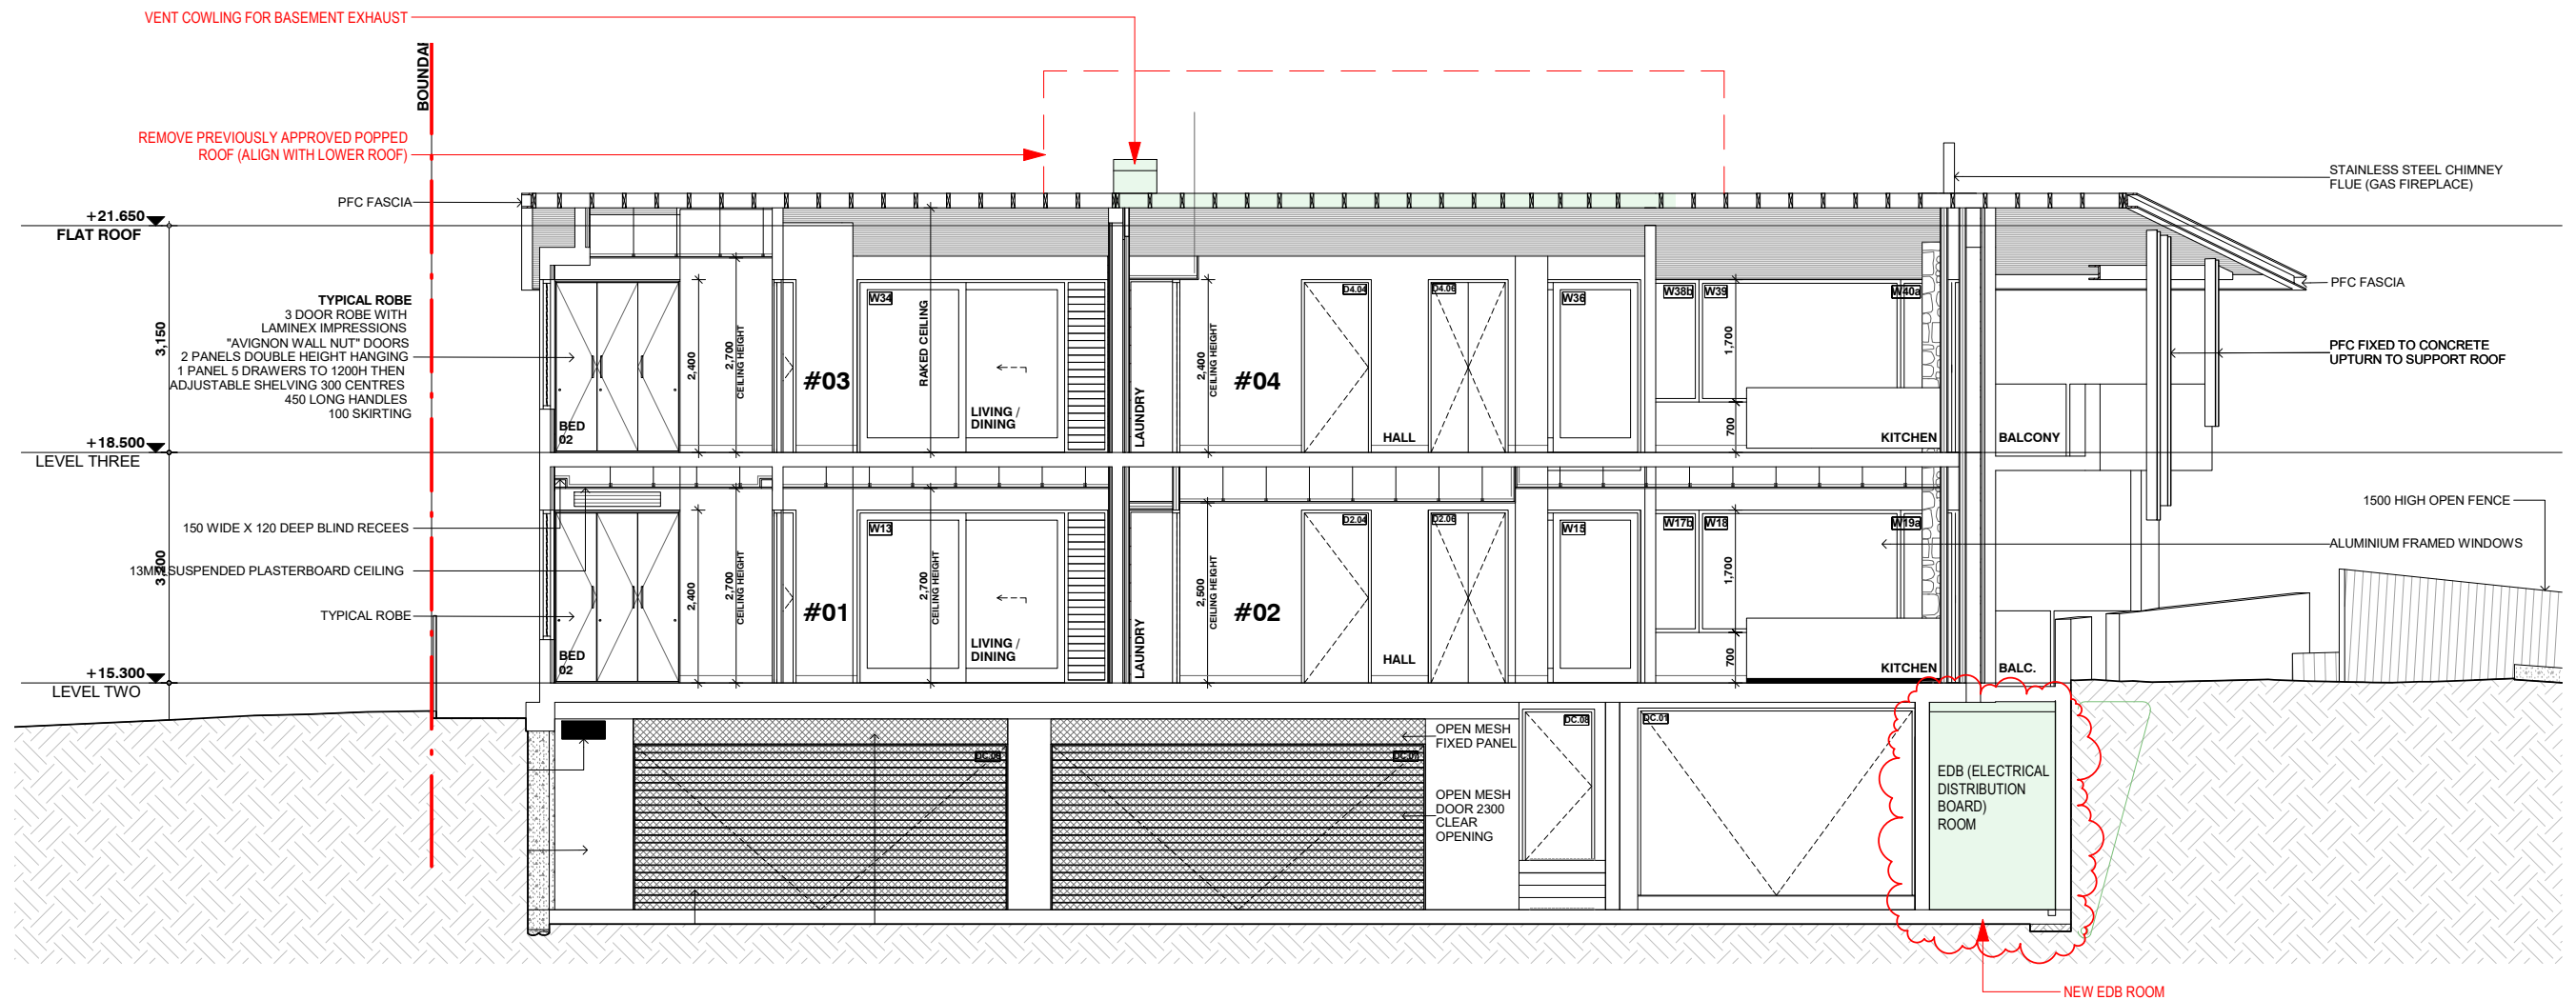 VENT COWLING FOR BASEMENT EXHAUST
REMOVE PREVIOUSLY APPROVED POPPED
ROOF (ALIGN WITH LOWER ROOF)
PFC FASCIA
+21.650
FLAT ROOF
TYPICAL ROBE
3 DOOR ROBE WITH
LAMINEX IMPRESSIONS
"AVIGNON WALL NUT" DOORS
2 PANELS DOUBLE HEIGHT HANGING
1 PANEL 5 DRAWERS TO 1200H THEN
ADJUSTABLE SHELVING 300 CENTRES
450 LONG HANDLES
100 SKIRTING
3,150
+18.500
LEVEL THREE
150 WIDE X 120 DEEP BLIND RECEES
3,200
13MM SUSPENDED PLASTERBOARD CEILING
TYPICAL ROBE
+15.300
LEVEL TWO
BED
02
2,400
2,700
CEILING HEIGHT
#03
W34
RAKED CEILING
LIVING /
DINING
LAUNDRY
2,400
CEILING HEIGHT
#04
D4.04
D4.06
HALL
W36
W38b
W39
1,700
700
W40a
KITCHEN
BALCONY
STAINLESS STEEL CHIMNEY
FLUE (GAS FIREPLACE)
PFC FASCIA
PFC FIXED TO CONCRETE
UPTURN TO SUPPORT ROOF
BED
02
2,400
2,700
CEILING HEIGHT
#01
W13
2,700
CEILING HEIGHT
LIVING /
DINING
LAUNDRY
2,500
CEILING HEIGHT
#02
D2.04
D2.06
HALL
W15
W17b
W18
1,700
700
W19a
KITCHEN
BALC.
1500 HIGH OPEN FENCE
ALUMINIUM FRAMED WINDOWS
DC.07
OPEN MESH
FIXED PANEL
OPEN MESH
DOOR 2300
CLEAR
OPENING
DC.08
DC.01
EDB (ELECTRICAL
DISTRIBUTION
BOARD)
ROOM
NEW EDB ROOM